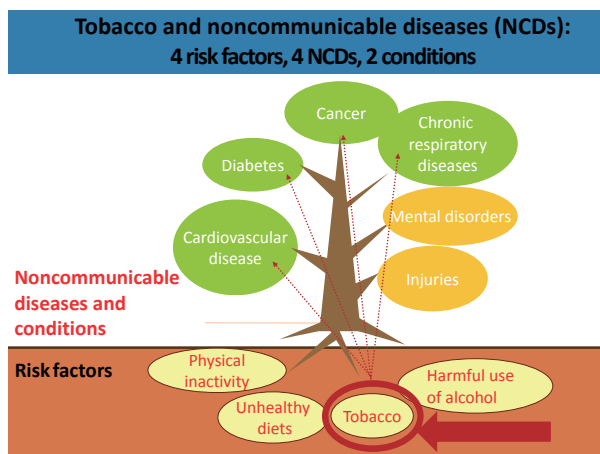 Tobacco and noncommunicable diseases (NCDs):
4 risk factors, 4 NCDs, 2 conditions
Cancer
Chronic
respiratory
diseases
Diabetes
Mental disorders
Cardiovascular
disease
Injuries
Noncommunicable
diseases and
conditions
Risk factors
Physical
inactivity
Harmful use
of alcohol
Unhealthy
diets
Tobacco